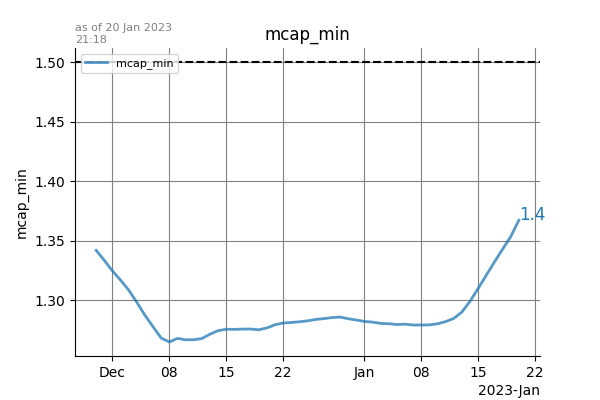 as of 20 Jan 2023
21:18
mcap_min
mcap_min
1.50
1.45
1.40
1.35
1.30
mcap_min
1.4
Dec 08 15 22 Jan 08 15 22
2023-Jan